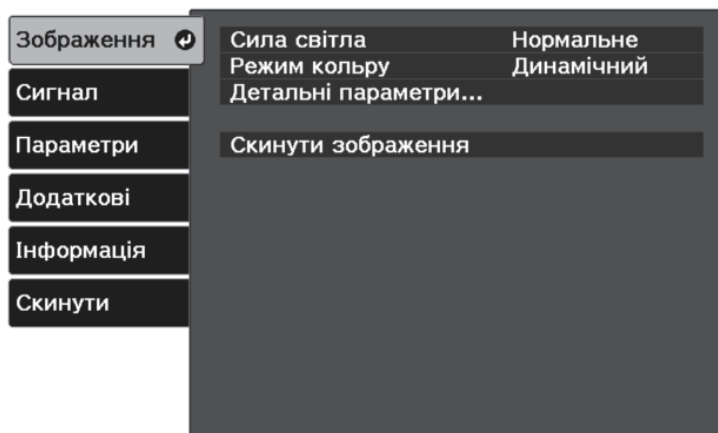 Зображення
Сигнал
Параметри
Додаткові
Інформація
Скинути
Сила світла Нормальне
Режим кольру Динамічний
Детальні параметри...
Скинути зображення